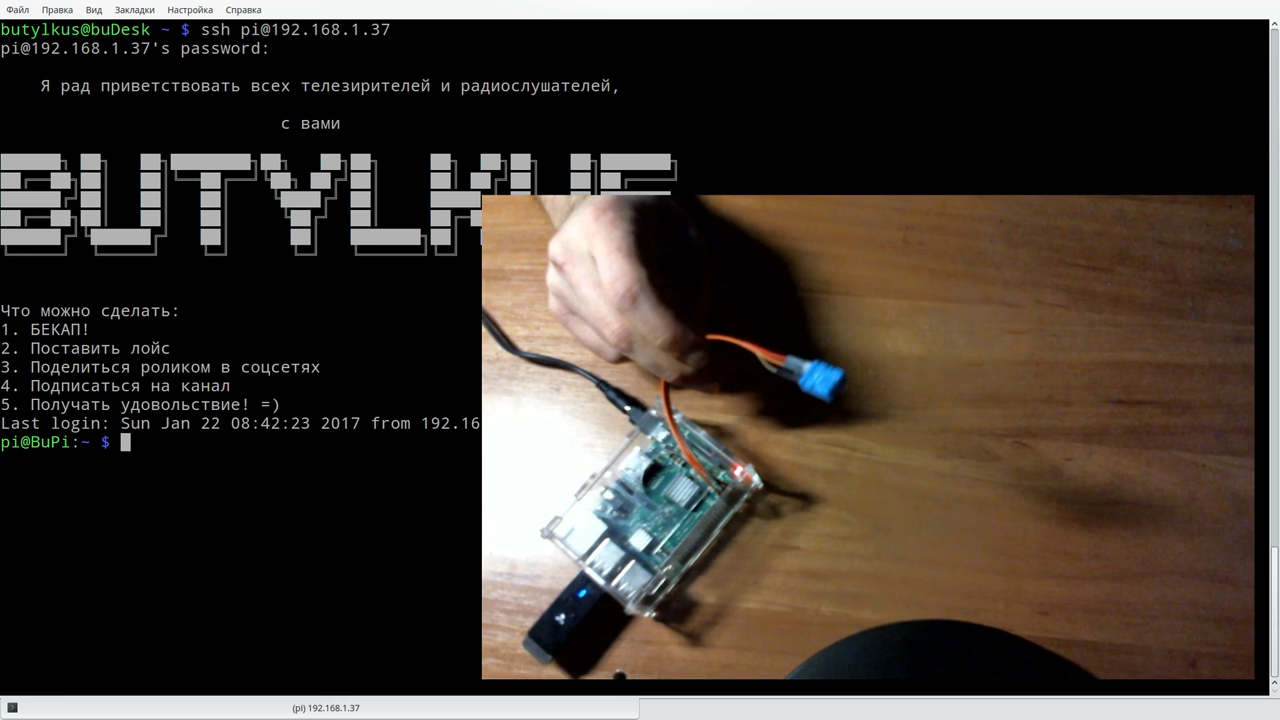 Файл Правка Вид Закладки Настройка Справка
butylkus@buDesk ~ $ ssh pi@192.168.1.37
pi@192.168.1.37's password:
Я рад приветствовать всех телезирителей и радиослушателей,
с вами
BUTYLKUS
Что можно сделать:
1. БЕКАП!
2. Поставить лойс
3. Поделиться роликом в соцсетях
4. Подписаться на канал
5. Получать удовольствие! =)
Last login: Sun Jan 22 08:42:23 2017 from 192.16
pi@BuPi:~ $
(pi) 192.168.1.37